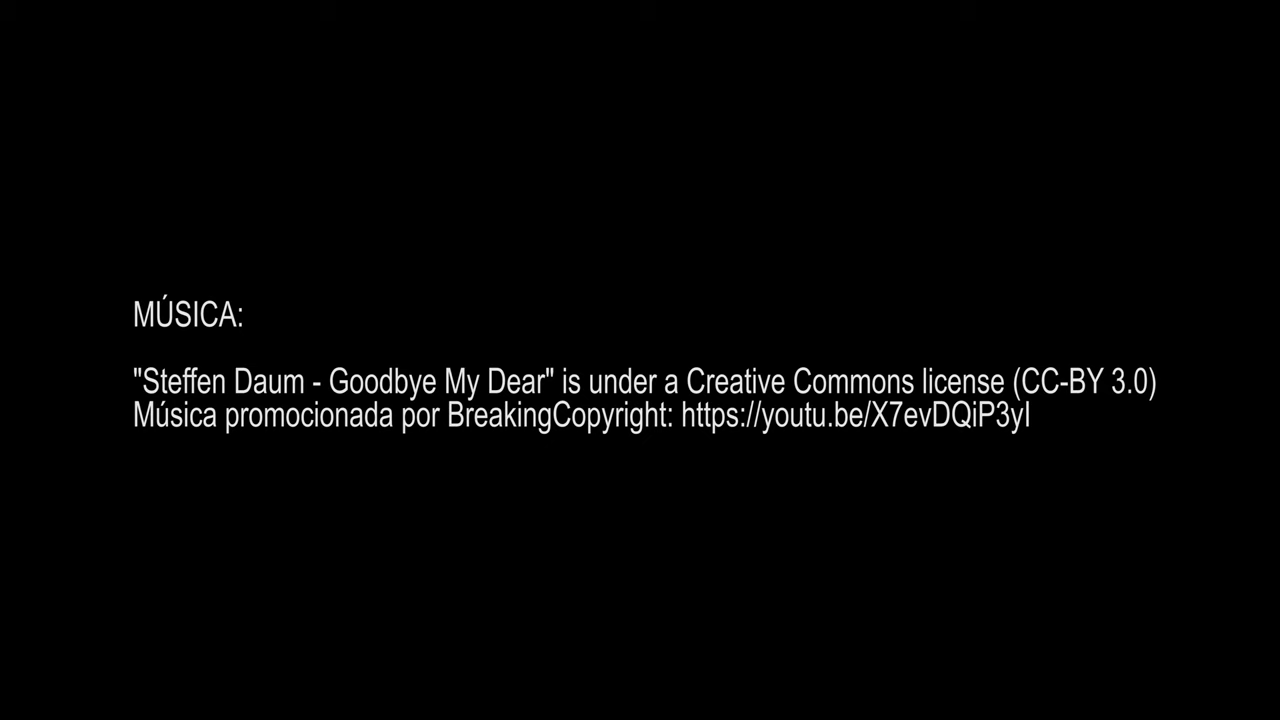 MÚSICA:
"Steffen Daum - Goodbye My Dear" is under a Creative Commons license (CC-BY 3.0)
Música promocionada por BreakingCopyright: https://youtu.be/X7evDQiP3yI